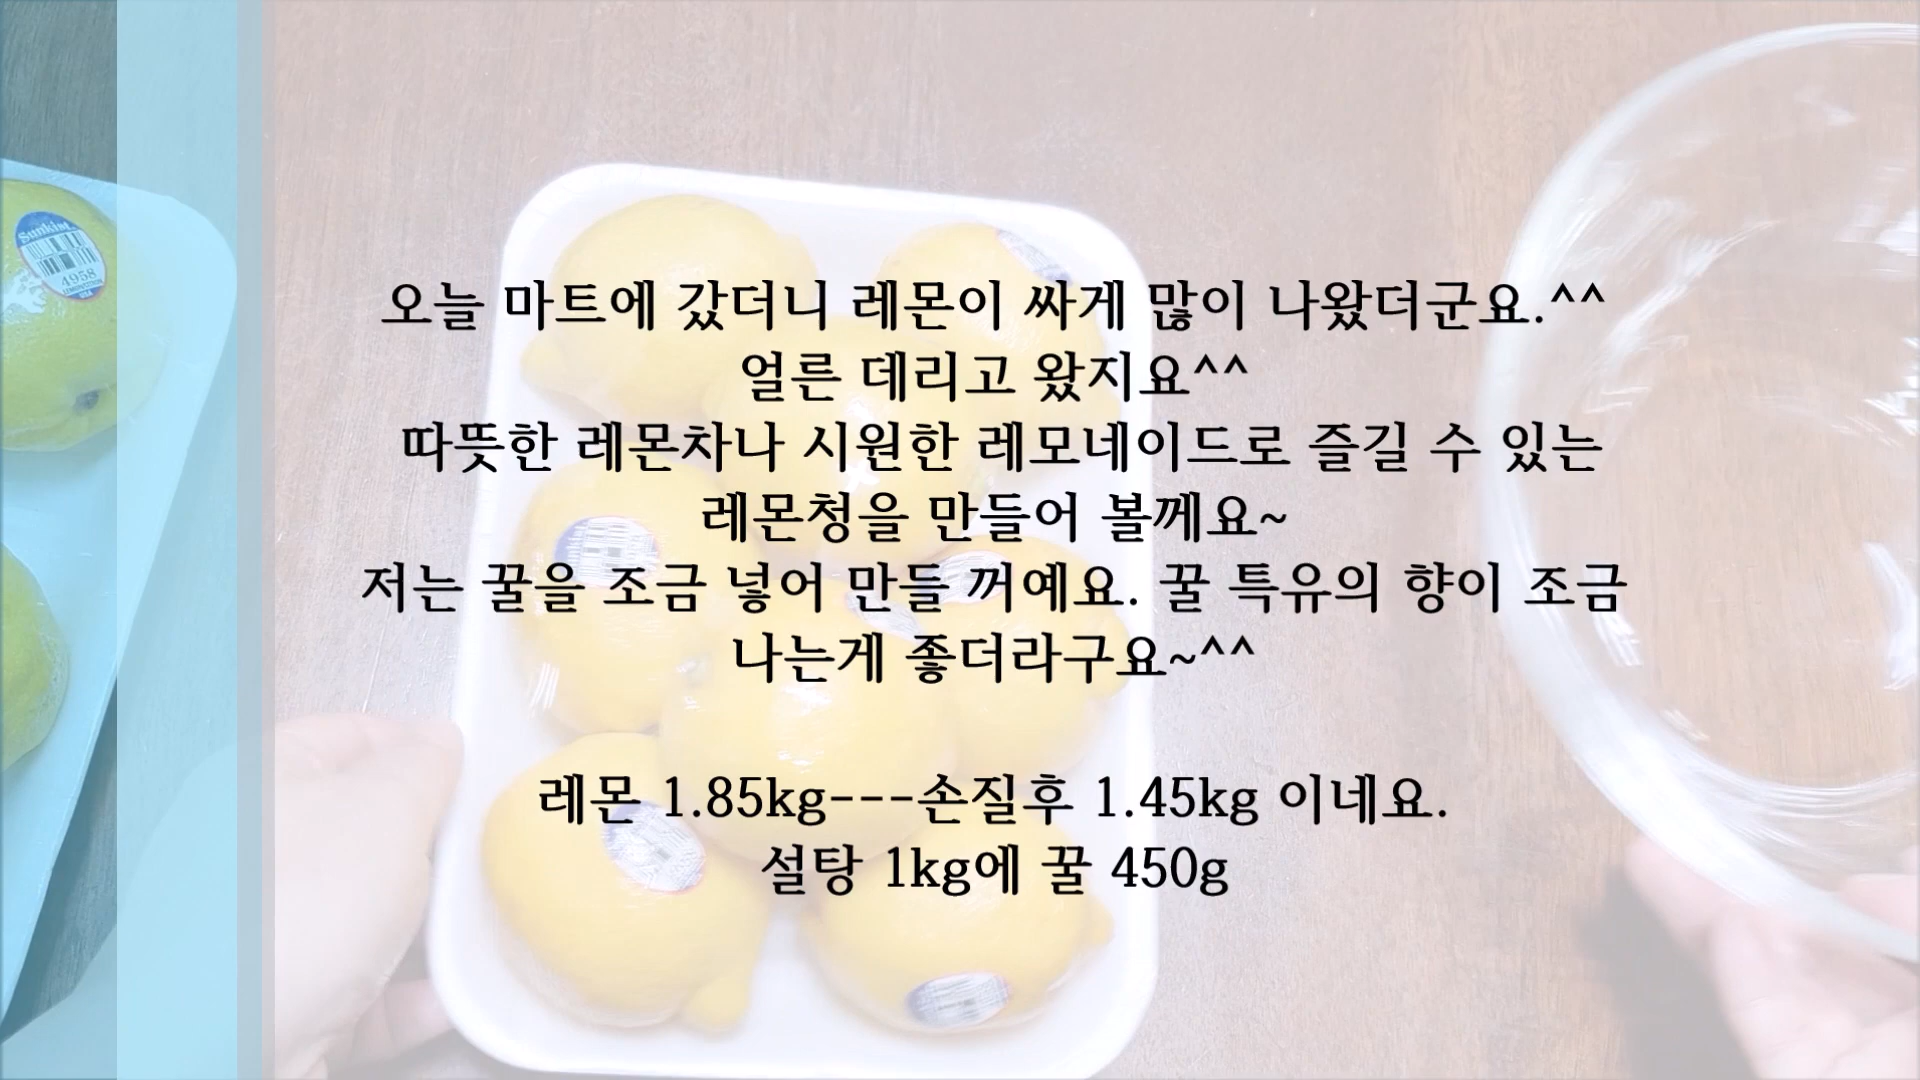 오늘 마트에 갔더니 레몬이 싸게 많이 나왔더군요.^^
얼른 데리고 왔지요^^
따뜻한 레몬차나 시원한 레모네이드로 즐길 수 있는
레몬청을 만들어 볼께요~
저는 꿀을 조금 넣어 만들 꺼예요. 꿀 특유의 향이 조금
나는게 좋더라구요~^^
레몬 1.85kg---손질후 1.45kg 이네요.
설탕 1kg에 꿀 450g
Sunkist
4958
USA